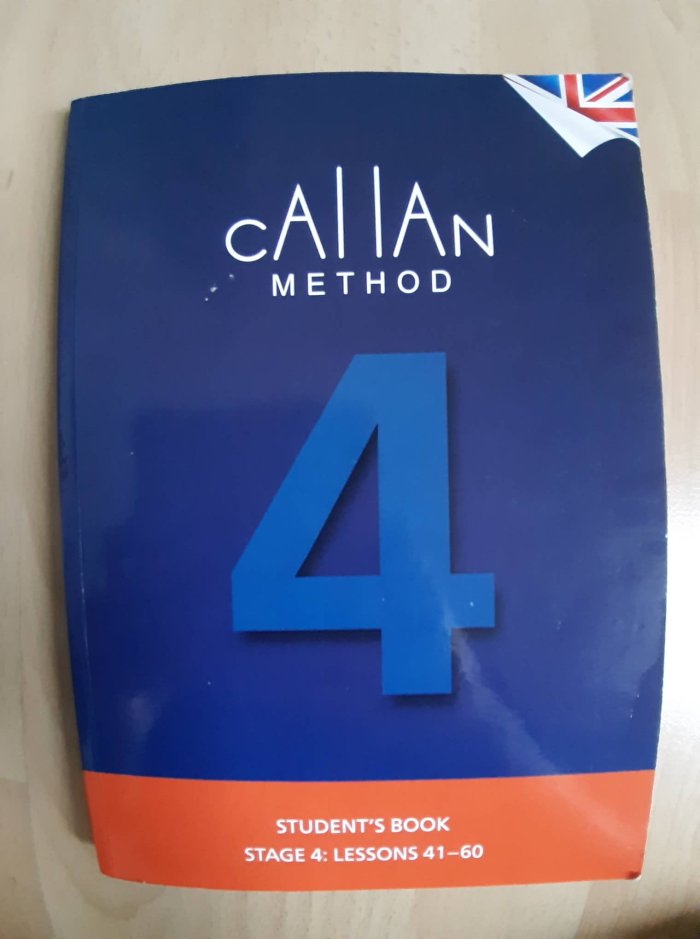 CALLAN
METHOD
4
STUDENT'S BOOK
STAGE 4: LESSONS 41–60